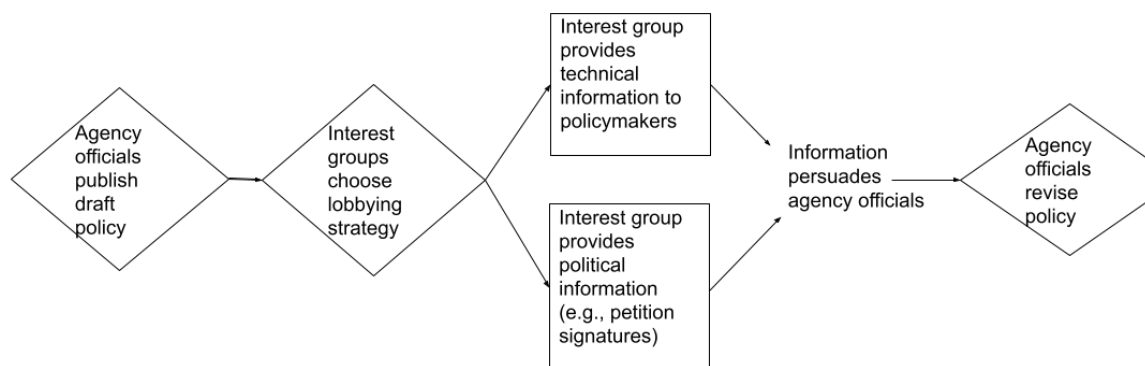 Agency
officials
publish
draft
policy
Interest
groups
choose
lobbying
strategy
Interest group
provides
technical
information to
policymakers
Interest group
provides
political
information
(e.g., petition
signatures)
Information
persuades
agency officials
Agency
officials
revise
policy